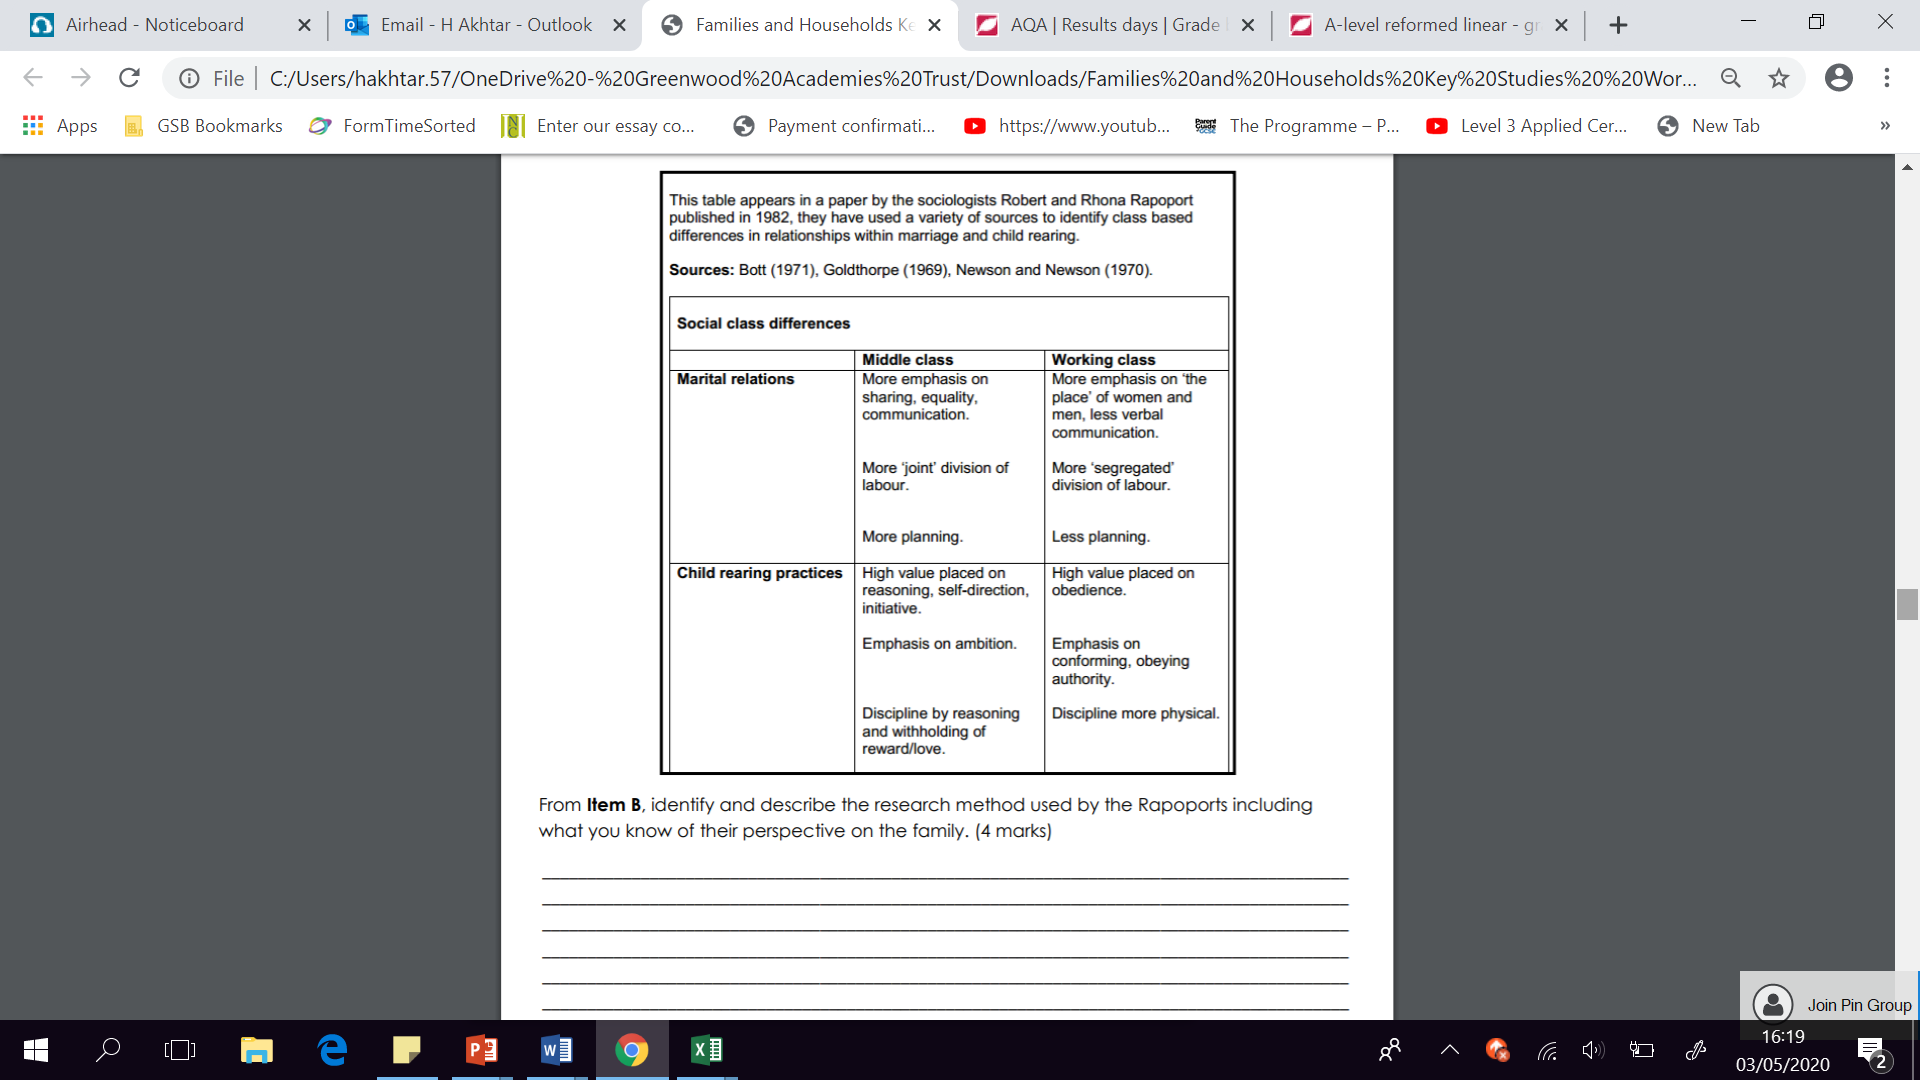 Airhead - Noticeboard
Email - H Akhtar - Outlook
Families and Households Ke
AQA | Results days | Grade
A-level reformed linear - gr
File
C:/Users/hakhtar.57/OneDrive%20-%20Greenwood%20Academies%20Trust/Downloads/Families%20and%20Households%20Key%20Studies%20%20Wor...
Apps
GSB Bookmarks
FormTimeSorted
Enter our essay co...
Payment confirmati...
https://www.youtub...
The Programme – P...
Level 3 Applied Cer...
New Tab
»
This table appears in a paper by the sociologists Robert and Rhona Rapoport
published in 1982, they have used a variety of sources to identify class based
differences in relationships within marriage and child rearing.
Sources: Bott (1971), Goldthorpe (1969), Newson and Newson (1970).
Social class differences
Middle class
Working class
Marital relations
More emphasis on
sharing, equality,
communication.
More emphasis on ‘the
place’ of women and
men, less verbal
communication.
More ‘joint’ division of
labour.
More ‘segregated’
division of labour.
More planning.
Less planning.
Child rearing practices
High value placed on
reasoning, self-direction,
initiative.
High value placed on
obedience.
Emphasis on ambition.
Emphasis on
conforming, obeying
authority.
Discipline by reasoning
and withholding of
reward/love.
Discipline more physical.
From Item B, identify and describe the research method used by the Rapoports including
what you know of their perspective on the family. (4 marks)
Join Pin Group
16:19
03/05/2020
2